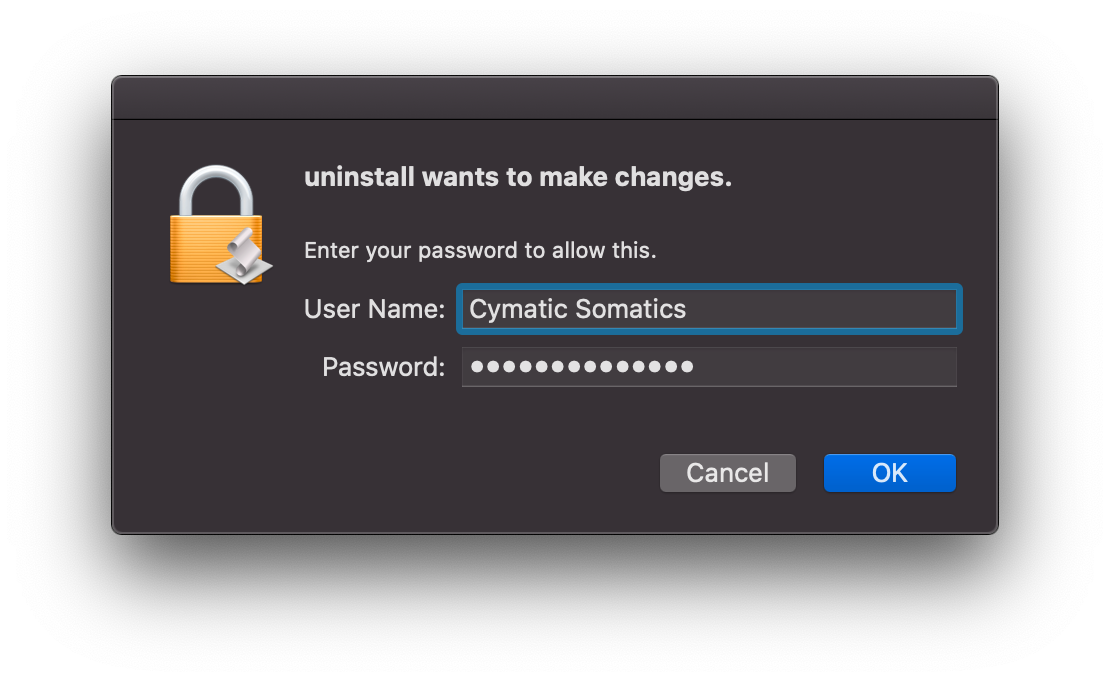 uninstall wants to make changes.
Enter your password to allow this.
User Name: Cymatic Somatics
Password: ●●●●●●●●●●●●●●
Cancel OK